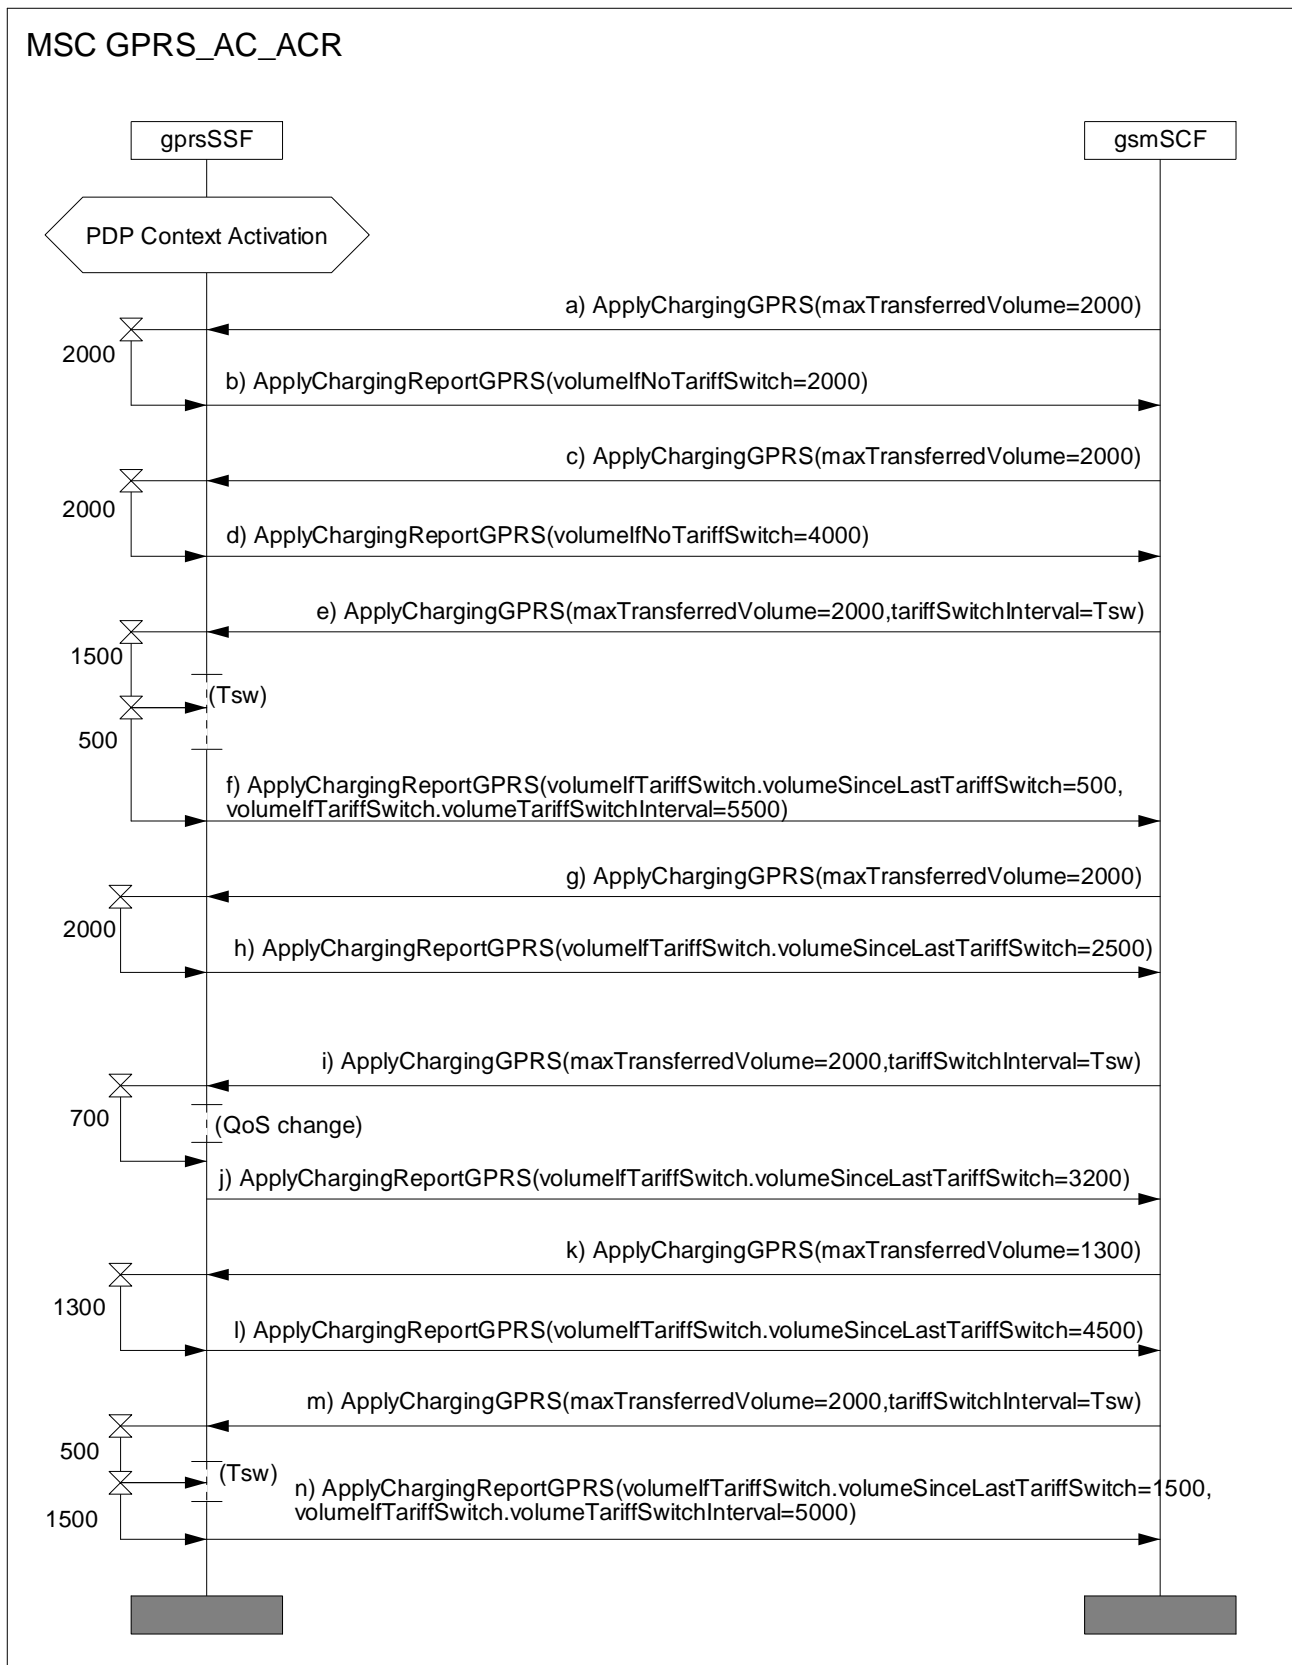 MSC GPRS_AC_ACR
gprsSSF
gsmSCF
PDP Context Activation
a) ApplyChargingGPRS(maxTransferredVolume=2000)
2000
b) ApplyChargingReportGPRS(volumeIfNoTariffSwitch=2000)
c) ApplyChargingGPRS(maxTransferredVolume=2000)
2000
d) ApplyChargingReportGPRS(volumeIfNoTariffSwitch=4000)
e) ApplyChargingGPRS(maxTransferredVolume=2000,tariffSwitchInterval=Tsw)
1500
(Tsw)
500
f) ApplyChargingReportGPRS(volumeIfTariffSwitch.volumeSinceLastTariffSwitch=500,
volumeIfTariffSwitch.volumeTariffSwitchInterval=5500)
g) ApplyChargingGPRS(maxTransferredVolume=2000)
2000
h) ApplyChargingReportGPRS(volumeIfTariffSwitch.volumeSinceLastTariffSwitch=2500)
i) ApplyChargingGPRS(maxTransferredVolume=2000,tariffSwitchInterval=Tsw)
700
(QoS change)
j) ApplyChargingReportGPRS(volumeIfTariffSwitch.volumeSinceLastTariffSwitch=3200)
k) ApplyChargingGPRS(maxTransferredVolume=1300)
1300
l) ApplyChargingReportGPRS(volumeIfTariffSwitch.volumeSinceLastTariffSwitch=4500)
m) ApplyChargingGPRS(maxTransferredVolume=2000,tariffSwitchInterval=Tsw)
500
(Tsw)
n) ApplyChargingReportGPRS(volumeIfTariffSwitch.volumeSinceLastTariffSwitch=1500,
volumeIfTariffSwitch.volumeTariffSwitchInterval=5000)
1500